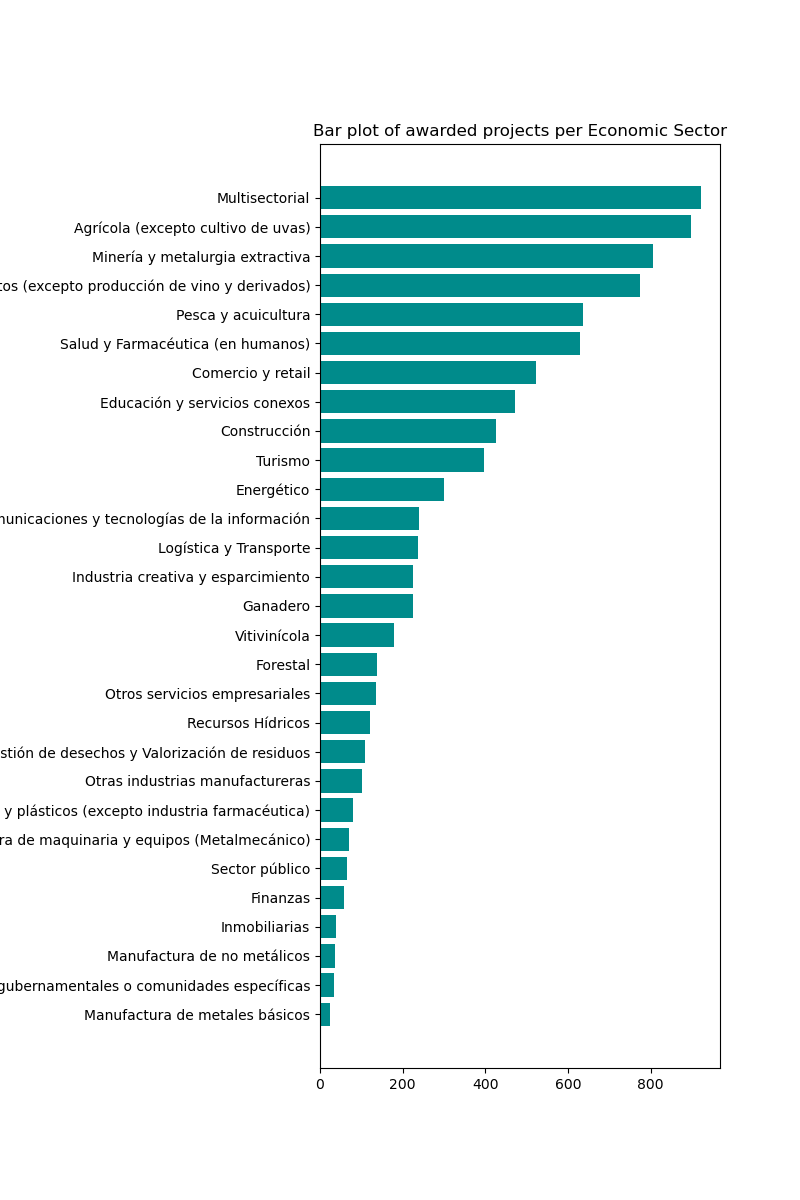 Bar plot of awarded projects per Economic Sector
Multisectorial
Agrícola (excepto cultivo de uvas)
Minería y metalurgia extractiva
(excepto producción de vino y derivados)
Pesca y acuicultura
Salud y Farmacéutica (en humanos)
Comercio y retail
Educación y servicios conexos
Construcción
Turismo
Energético
y tecnologías de la información
Logística y Transporte
Industria creativa y esparcimiento
Ganadero
Vitivinícola
Forestal
Otros servicios empresariales
Recursos Hídricos
de desechos y Valorización de residuos
Otras industrias manufactureras
y plásticos (excepto industria farmacéutica)
de maquinaria y equipos (Metalmecánico)
Sector público
Finanzas
Inmobiliarias
Manufactura de no metálicos
gubernamentales o comunidades específicas
Manufactura de metales básicos
0 200 400 600 800